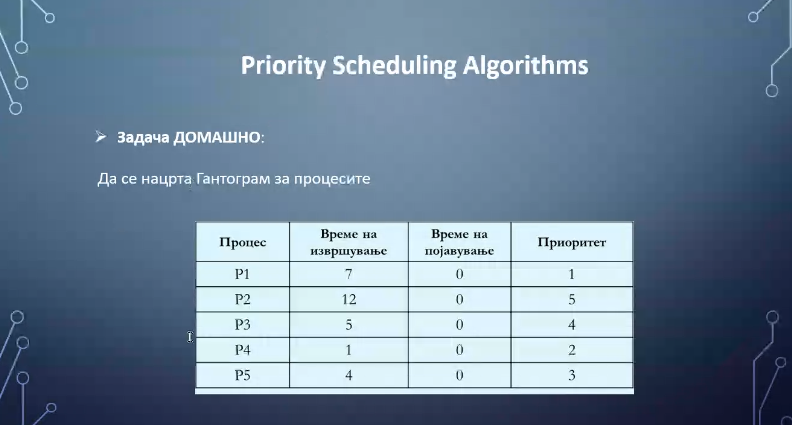 Priority Scheduling Algorithms
Задача ДОМАШНО:
Да се нацрта Гантограм за процесите
Процес Време на извршување Време на појавување Приоритет
P1 7 0 1
P2 12 0 5
P3 5 0 4
P4 1 0 2
P5 4 0 3